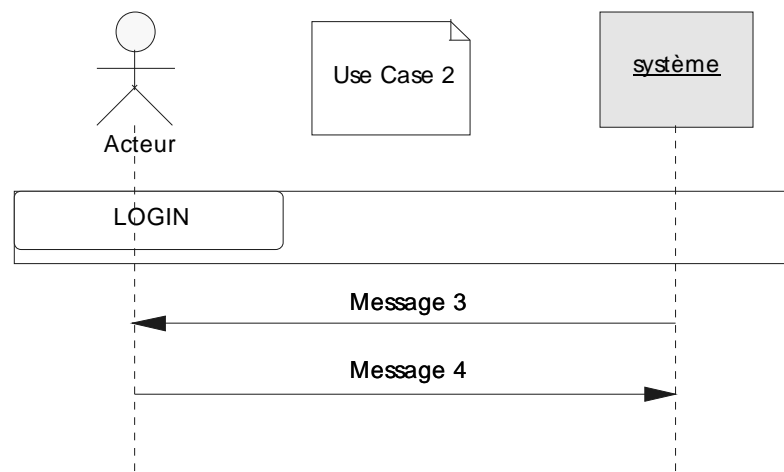 Use Case 2
système
Acteur
LOGIN
Message 3
Message 4